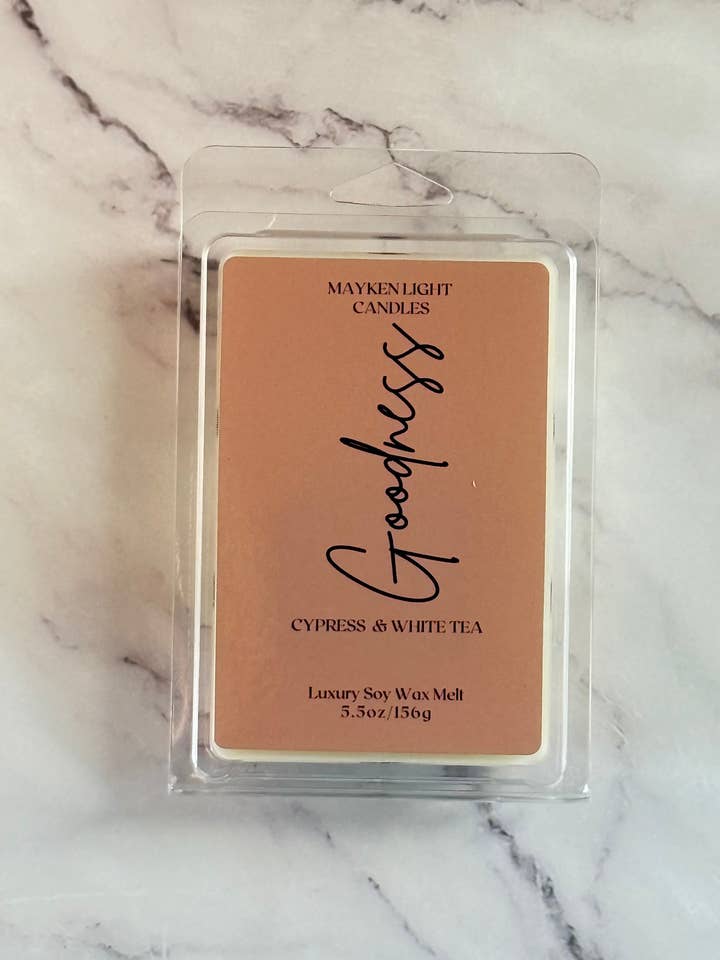 MAYKEN LIGHT
CANDLES
Goodness
CYPRESS & WHITE TEA
Luxury Soy Wax Melt
5.5oz/156g